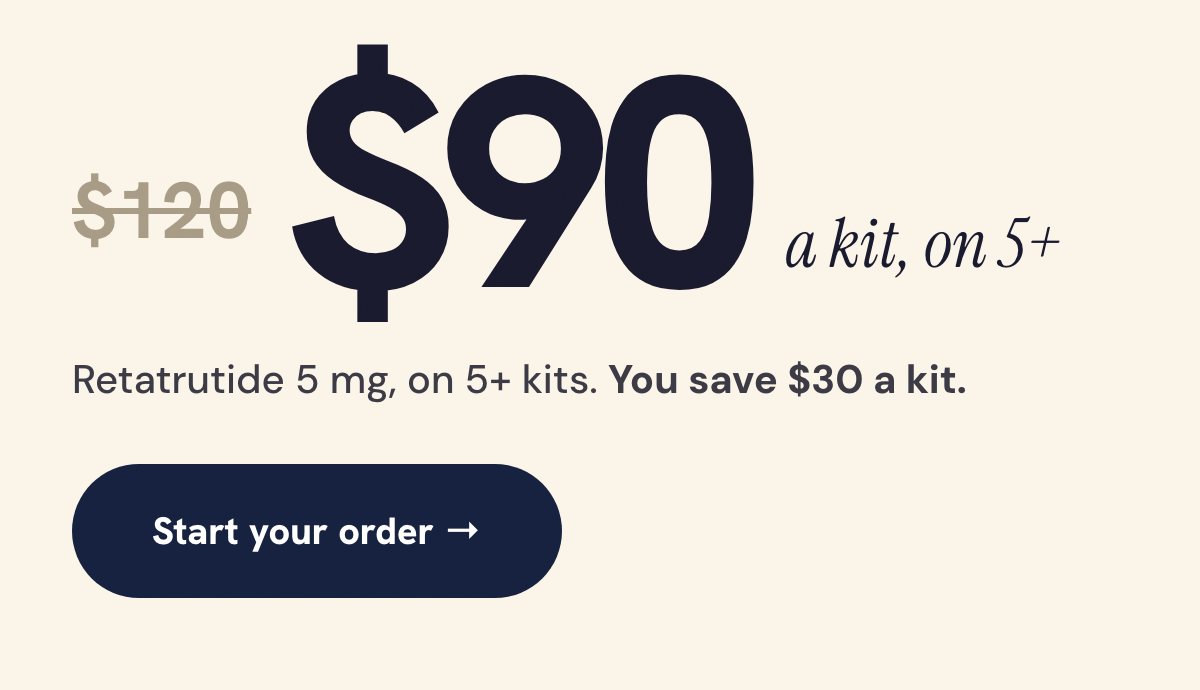 $120 $90 a kit, on 5+
Retatrutide 5 mg, on 5+ kits. You save $30 a kit.
Start your order →